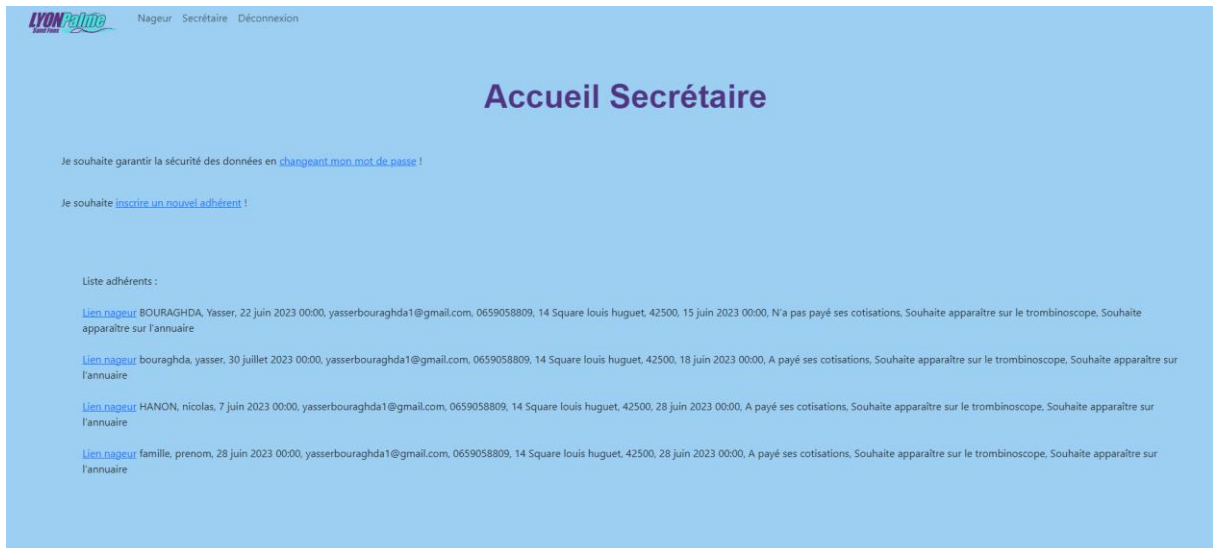 LYONPalme
Saint Fons
Nageur Secrétaire Déconnexion
Accueil Secrétaire
Je souhaite garantir la sécurité des données en changeant mon mot de passe !
Je souhaite inscrire un nouvel adhérent !
Liste adhérents :
Lien nageur BOURAGHDA, Yasser, 22 juin 2023 00:00, yasserbouraghda1@gmail.com, 0659058809, 14 Square louis huguet, 42500, 15 juin 2023 00:00, N'a pas payé ses cotisations, Souhaite apparaître sur le trombinoscope, Souhaite
apparaître sur l'annuaire
Lien nageur bouraghda, yasser, 30 juillet 2023 00:00, yasserbouraghda1@gmail.com, 0659058809, 14 Square louis huguet, 42500, 18 juin 2023 00:00, A payé ses cotisations, Souhaite apparaître sur le trombinoscope, Souhaite apparaître sur
l'annuaire
Lien nageur HANON, nicolas, 7 juin 2023 00:00, yasserbouraghda1@gmail.com, 0659058809, 14 Square louis huguet, 42500, 28 juin 2023 00:00, A payé ses cotisations, Souhaite apparaître sur le trombinoscope, Souhaite apparaître sur
l'annuaire
Lien nageur famille, prenom, 28 juin 2023 00:00, yasserbouraghda1@gmail.com, 0659058809, 14 Square louis huguet, 42500, 28 juin 2023 00:00, A payé ses cotisations, Souhaite apparaître sur le trombinoscope, Souhaite apparaître sur
l'annuaire